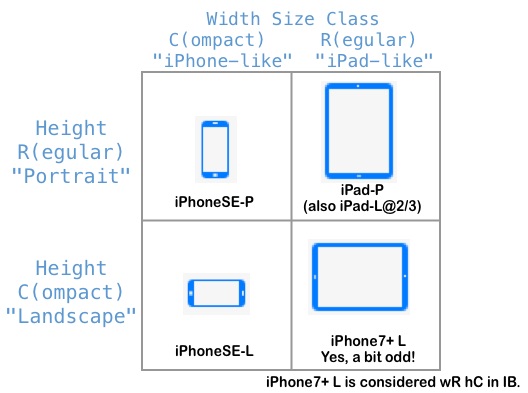 Width Size Class
C(ompact) R(egular)
"iPhone-like" "iPad-like"
Height
R(egular)
"Portrait"
iPhoneSE-P
iPad-P
(also iPad-L@2/3)
Height
C(ompact)
"Landscape"
iPhoneSE-L
iPhone7+ L
Yes, a bit odd!
iPhone7+ L is considered wR hC in IB.